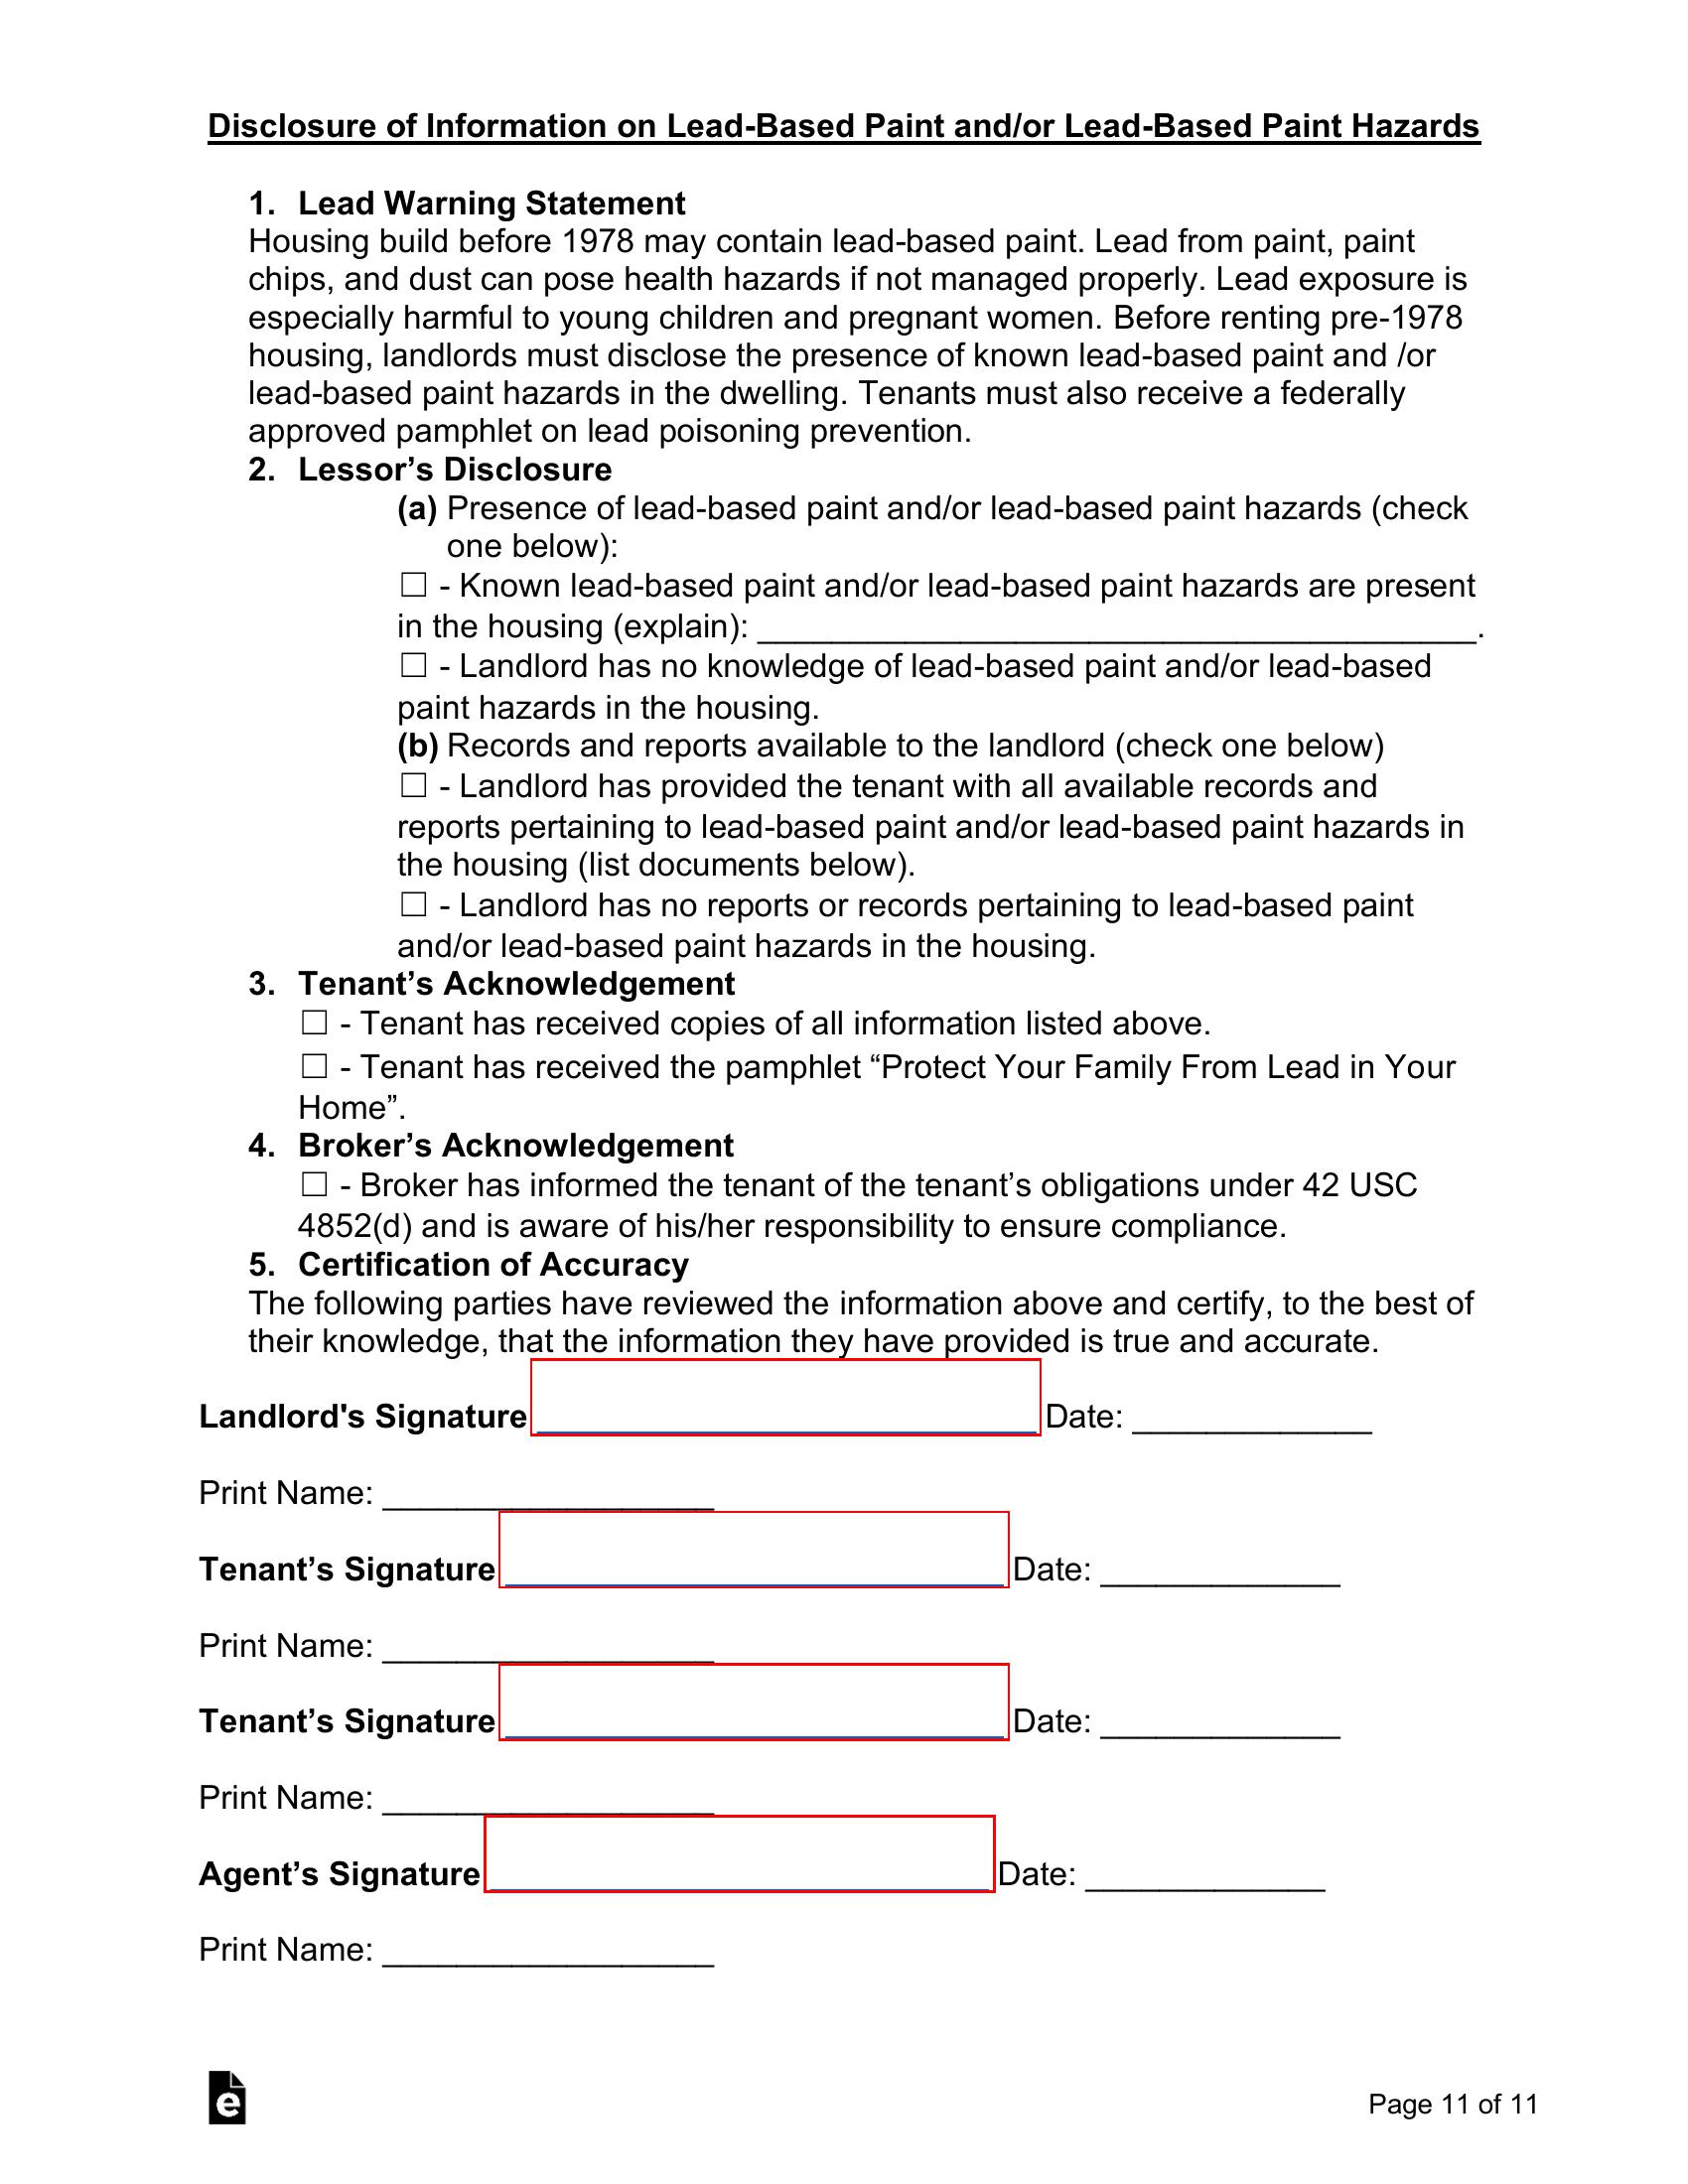 Disclosure of Information on Lead-Based Paint and/or Lead-Based Paint Hazards
1. Lead Warning Statement
Housing build before 1978 may contain lead-based paint. Lead from paint, paint
chips, and dust can pose health hazards if not managed properly. Lead exposure is
especially harmful to young children and pregnant women. Before renting pre-1978
housing, landlords must disclose the presence of known lead-based paint and /or
lead-based paint hazards in the dwelling. Tenants must also receive a federally
approved pamphlet on lead poisoning prevention.
2. Lessor’s Disclosure
(a) Presence of lead-based paint and/or lead-based paint hazards (check
one below):
☐ - Known lead-based paint and/or lead-based paint hazards are present
in the housing (explain): _______________________________________.
☐ - Landlord has no knowledge of lead-based paint and/or lead-based
paint hazards in the housing.
(b) Records and reports available to the landlord (check one below)
☐ - Landlord has provided the tenant with all available records and
reports pertaining to lead-based paint and/or lead-based paint hazards in
the housing (list documents below).
☐ - Landlord has no reports or records pertaining to lead-based paint
and/or lead-based paint hazards in the housing.
3. Tenant’s Acknowledgement
☐ - Tenant has received copies of all information listed above.
☐ - Tenant has received the pamphlet “Protect Your Family From Lead in Your
Home”.
4. Broker’s Acknowledgement
☐ - Broker has informed the tenant of the tenant’s obligations under 42 USC
4852(d) and is aware of his/her responsibility to ensure compliance.
5. Certification of Accuracy
The following parties have reviewed the information above and certify, to the best of
their knowledge, that the information they have provided is true and accurate.
Landlord's Signature ___________________________ Date: _____________
Print Name: __________________
Tenant’s Signature ___________________________ Date: _____________
Print Name: __________________
Tenant’s Signature ___________________________ Date: _____________
Print Name: __________________
Agent’s Signature ___________________________ Date: _____________
Print Name: __________________
e
Page 11 of 11